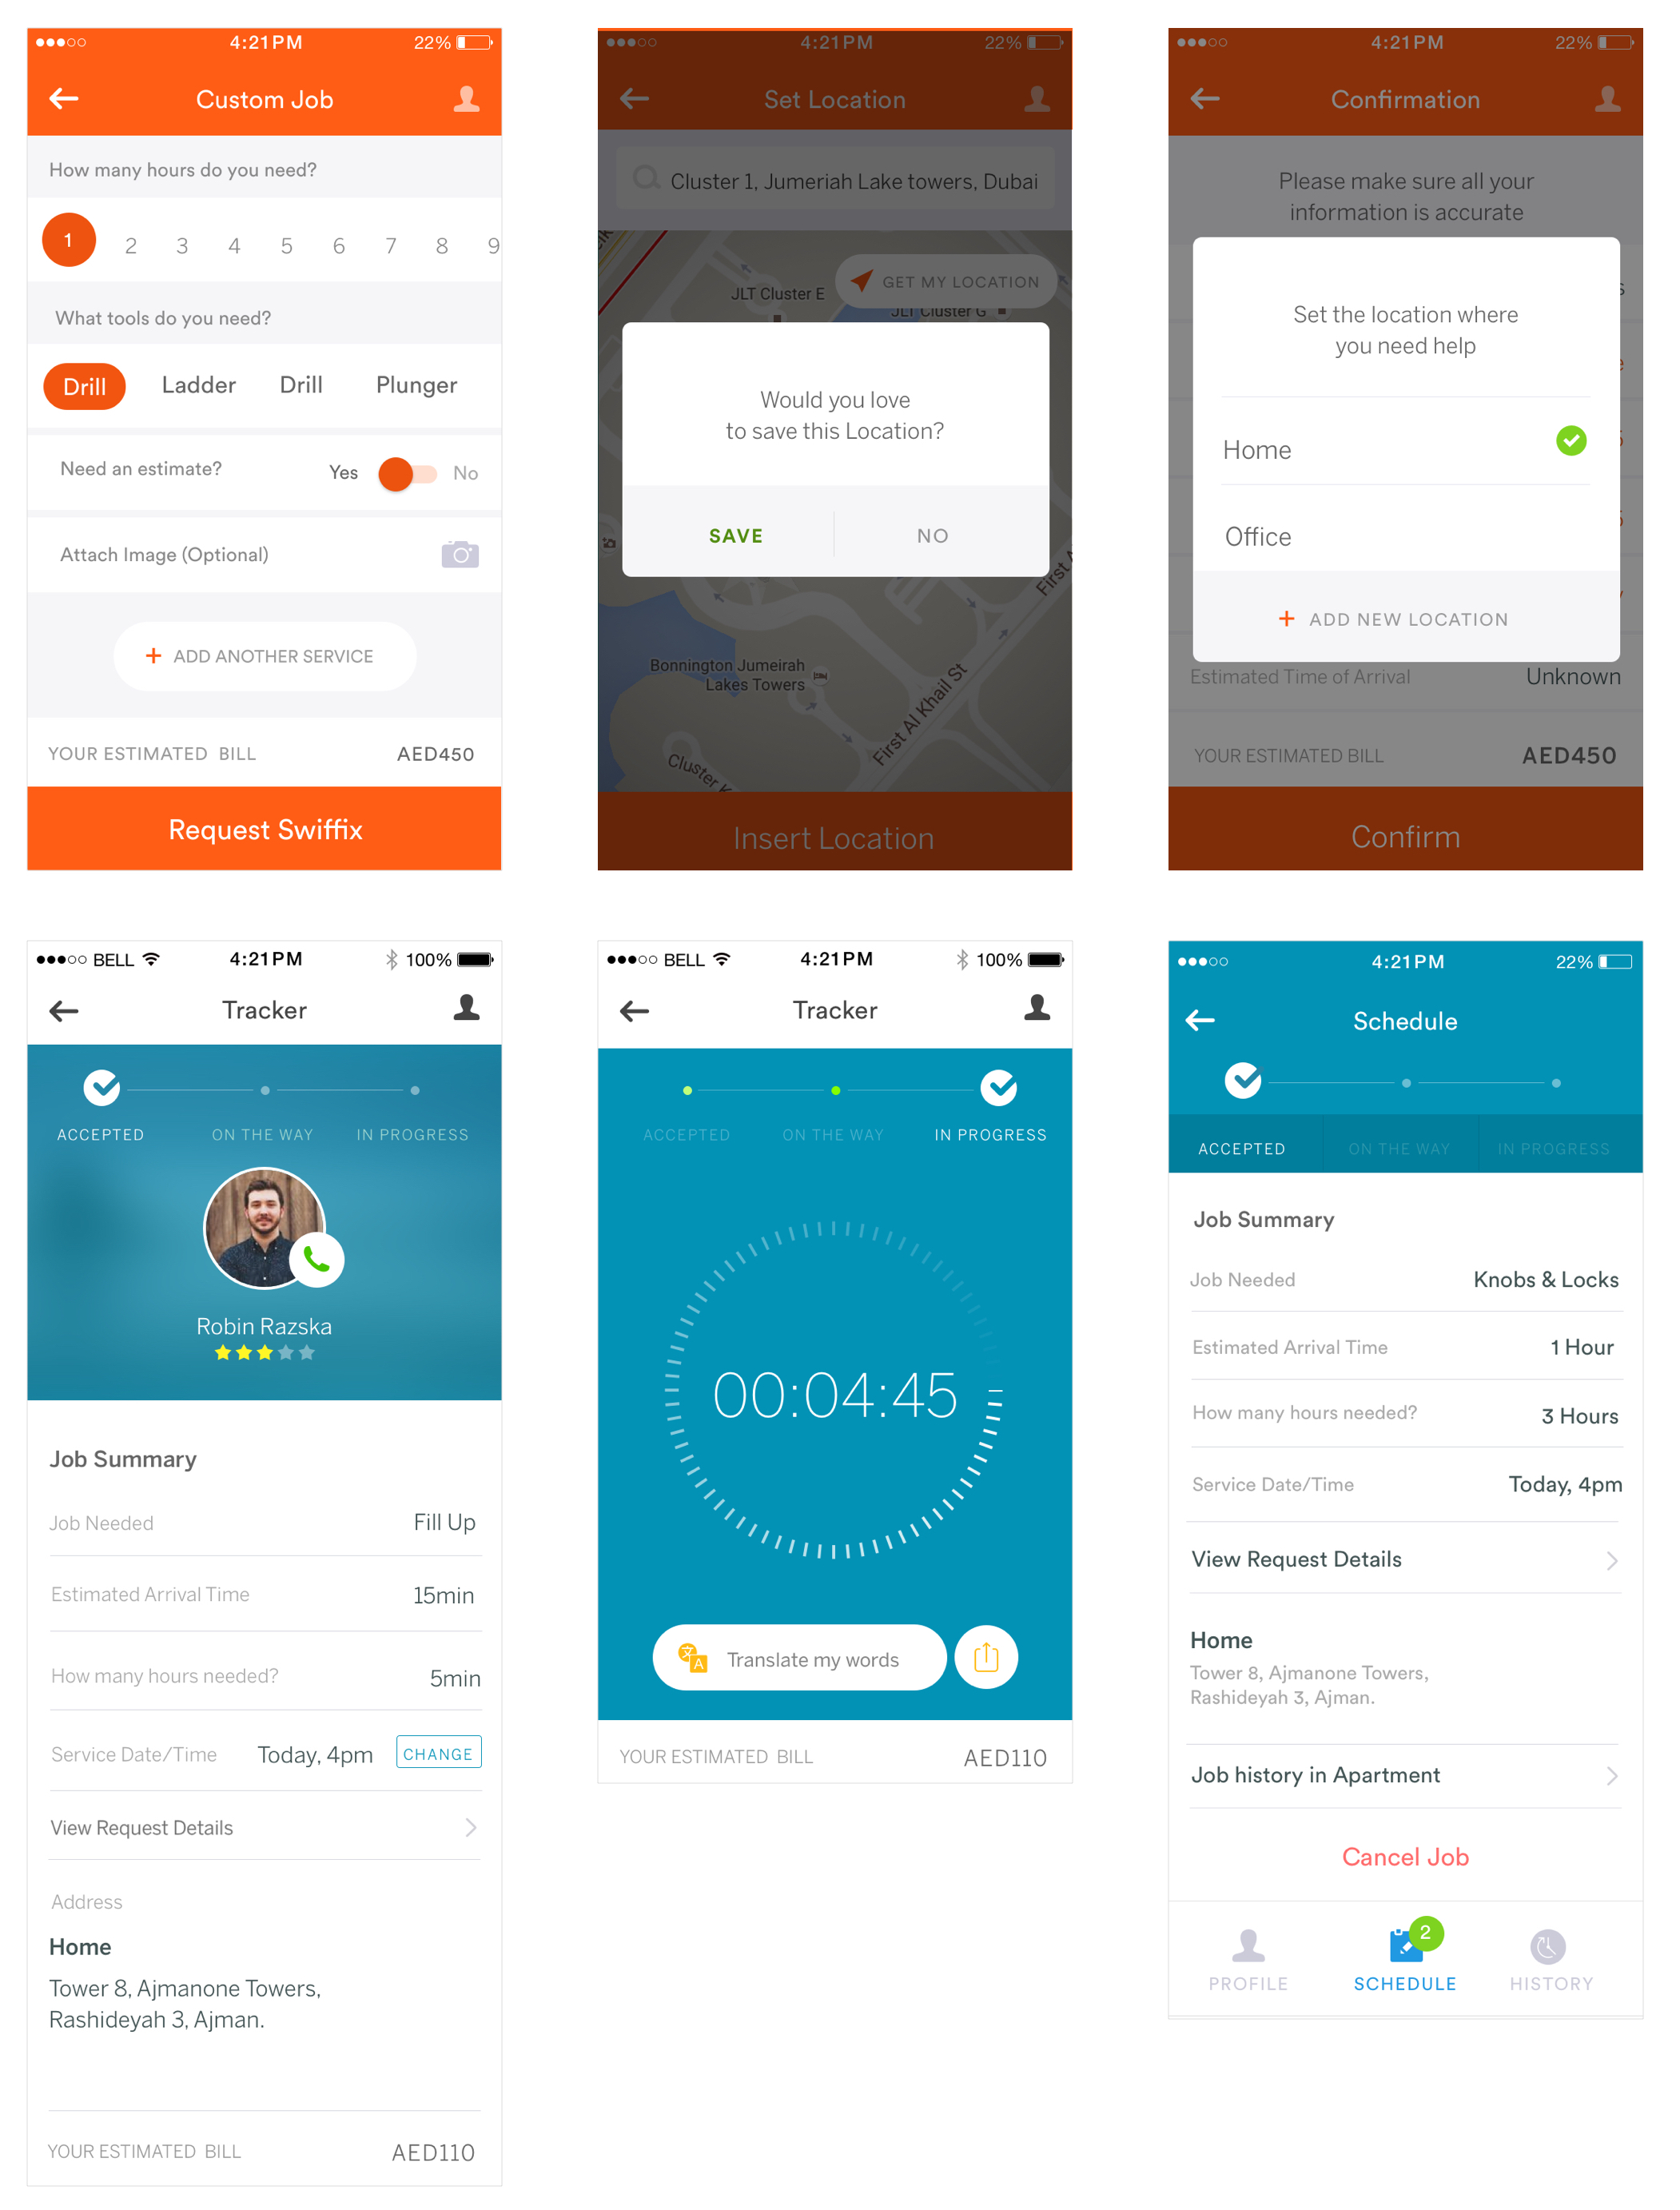 4:21PM
22%
Custom Job
How many hours do you need?
1 2 3 4 5 6 7 8 9
What tools do you need?
Drill Ladder Drill Plunger
Need an estimate? Yes No
Attach Image (Optional)
+ ADD ANOTHER SERVICE
YOUR ESTIMATED BILL AED450
Request Swiffix
4:21PM
22%
Set Location
Cluster 1, Jumeriah Lake towers, Dubai
GET MY LOCATION
JLT Cluster E
JLT Cluster G
Would you love
to save this Location?
SAVE NO
First A
Bonnington Jumeirah
Lakes Towers
First Al Khail St
Cluster K
Insert Location
4:21PM
22%
Confirmation
Please make sure all your
information is accurate
Set the location where
you need help
Home
Office
+ ADD NEW LOCATION
Estimated Time of Arrival Unknown
YOUR ESTIMATED BILL AED450
Confirm
BELL 4:21PM 100%
Tracker
ACCEPTED ON THE WAY IN PROGRESS
Robin Razska
Job Summary
Job Needed Fill Up
Estimated Arrival Time 15min
How many hours needed? 5min
Service Date/Time Today, 4pm CHANGE
View Request Details
Address
Home
Tower 8, Ajmanone Towers,
Rashideyah 3, Ajman.
YOUR ESTIMATED BILL AED110
BELL 4:21PM 100%
Tracker
ACCEPTED ON THE WAY IN PROGRESS
00:04:45
Translate my words
YOUR ESTIMATED BILL AED110
4:21PM 22%
Schedule
ACCEPTED ON THE WAY IN PROGRESS
Job Summary
Job Needed Knobs & Locks
Estimated Arrival Time 1 Hour
How many hours needed? 3 Hours
Service Date/Time Today, 4pm
View Request Details
Home
Tower 8, Ajmanone Towers,
Rashideyah 3, Ajman.
Job history in Apartment
Cancel Job
2
PROFILE SCHEDULE HISTORY